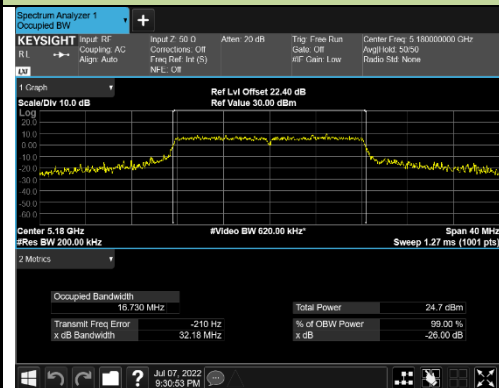 Spectrum Analyzer 1
Occupied BW
KEYSIGHT
RL
Input: RF
Coupling: AC
Align: Auto
Input Z: 50 Ω
Corrections: Off
Freq Ref: Int (S)
NFE: Off
Atten: 20 dB
Trig: Free Run
Gate: Off
#IF Gain: Low
Center Freq: 5.180000000 GHz
Avg|Hold: 50/50
Radio Std: None
LXI
1 Graph
Scale/Div 10.0 dB
Ref Lvl Offset 22.40 dB
Ref Value 30.00 dBm
Log
20.0
10.0
0.00
-10.0
-20.0
-30.0
-40.0
-50.0
-60.0
Center 5.18 GHz
#Res BW 200.00 kHz
#Video BW 620.00 kHz*
Span 40 MHz
Sweep 1.27 ms (1001 pts)
2 Metrics
Occupied Bandwidth
16.730 MHz
Total Power 24.7 dBm
Transmit Freq Error -210 Hz
% of OBW Power 99.00 %
x dB Bandwidth 32.18 MHz
x dB -26.00 dB
Jul 07, 2022
9:30:53 PM